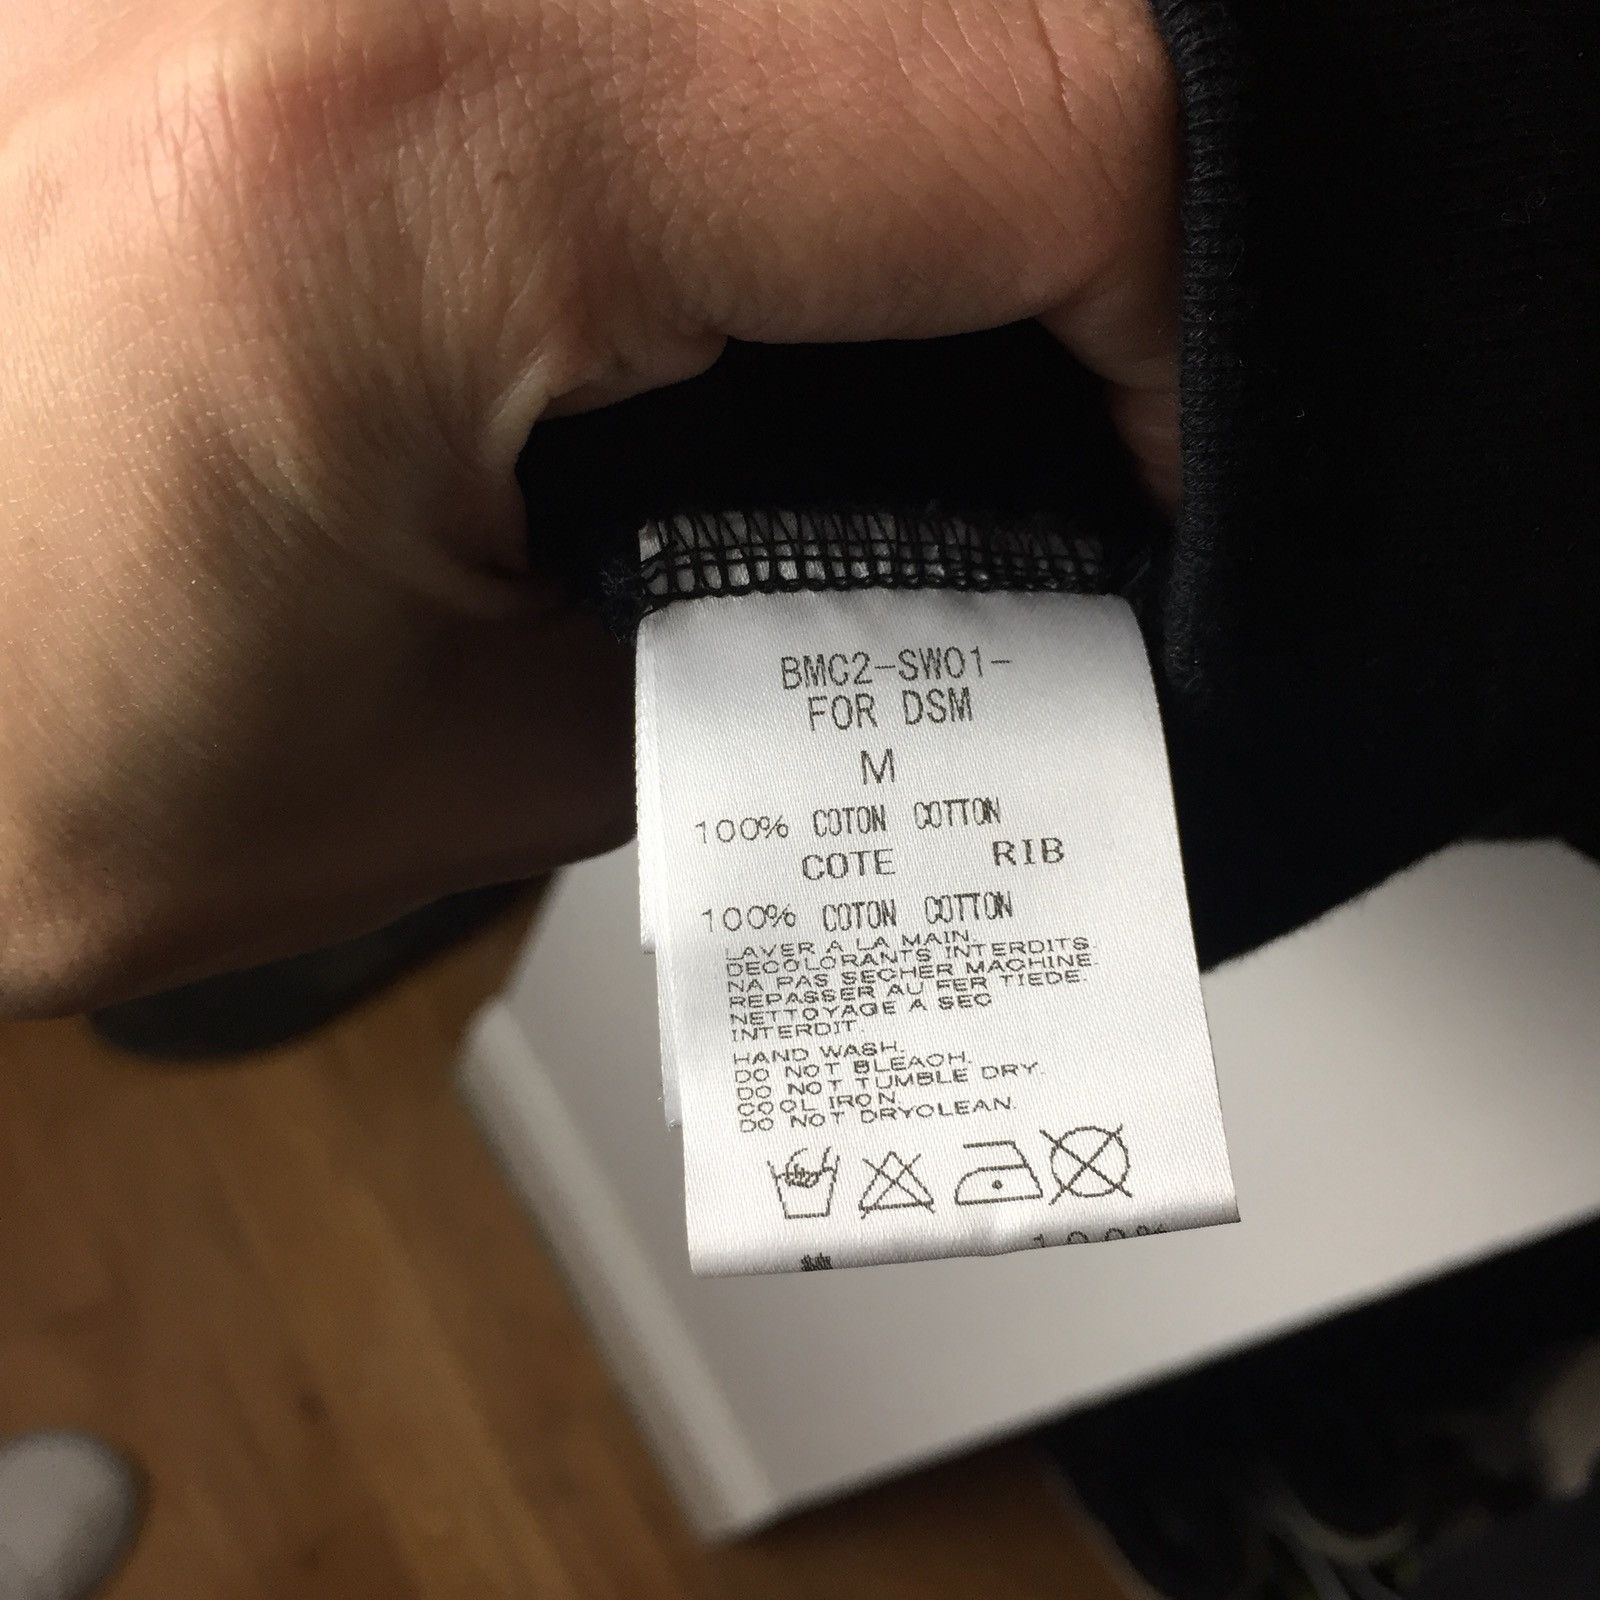 BMC2-SW01-
FOR DSM
M
100% COTON COTTON
COTE RIB
100% COTON COTTON
LAVER A LA MAIN.
DECOLORANTS INTERDITS.
NA PAS SECHER MACHINE.
REPASSER AU FER TIEDE.
NETTOYAGE A SEC
INTERDIT.
HAND WASH.
DO NOT BLEACH.
DO NOT TUMBLE DRY.
COOL IRON.
DO NOT DRYCLEAN.
100%